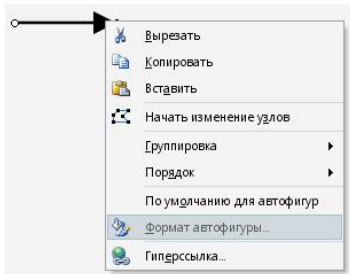 Вырезать
Копировать
Вставить
Начать изменение узлов
Группировка
Порядок
По умолчанию для автофигур
Формат автофигуры...
Гиперссылка...